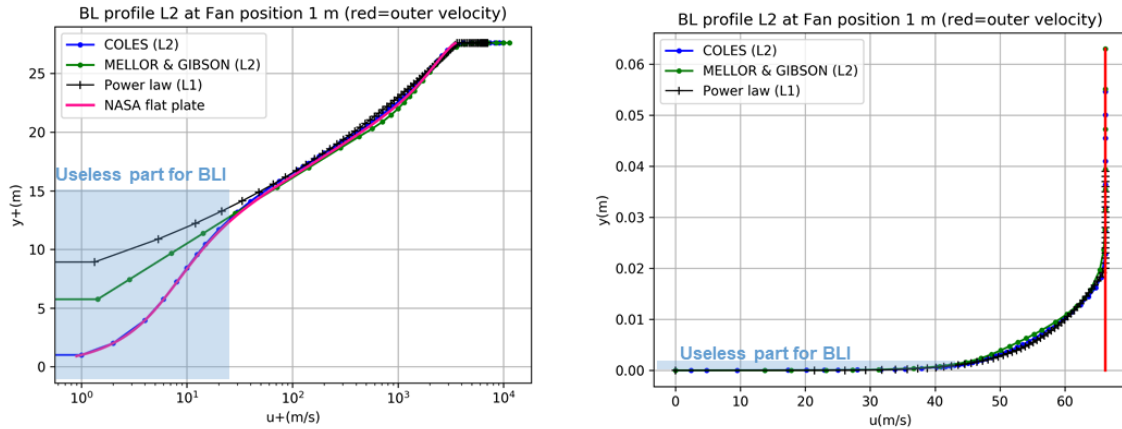 BL profile L2 at Fan position 1 m (red=outer velocity)
COLES (L2)
MELLOR & GIBSON (L2)
Power law (L1)
NASA flat plate
Useless part for BLI
25
20
15
10
5
0
y+(m)
10⁰
10¹
10²
10³
10⁴
u+(m/s)
BL profile L2 at Fan position 1 m (red=outer velocity)
COLES (L2)
MELLOR & GIBSON (L2)
Power law (L1)
Useless part for BLI
0.06
0.05
0.04
0.03
0.02
0.01
0.00
y(m)
0
10
20
30
40
50
60
u(m/s)